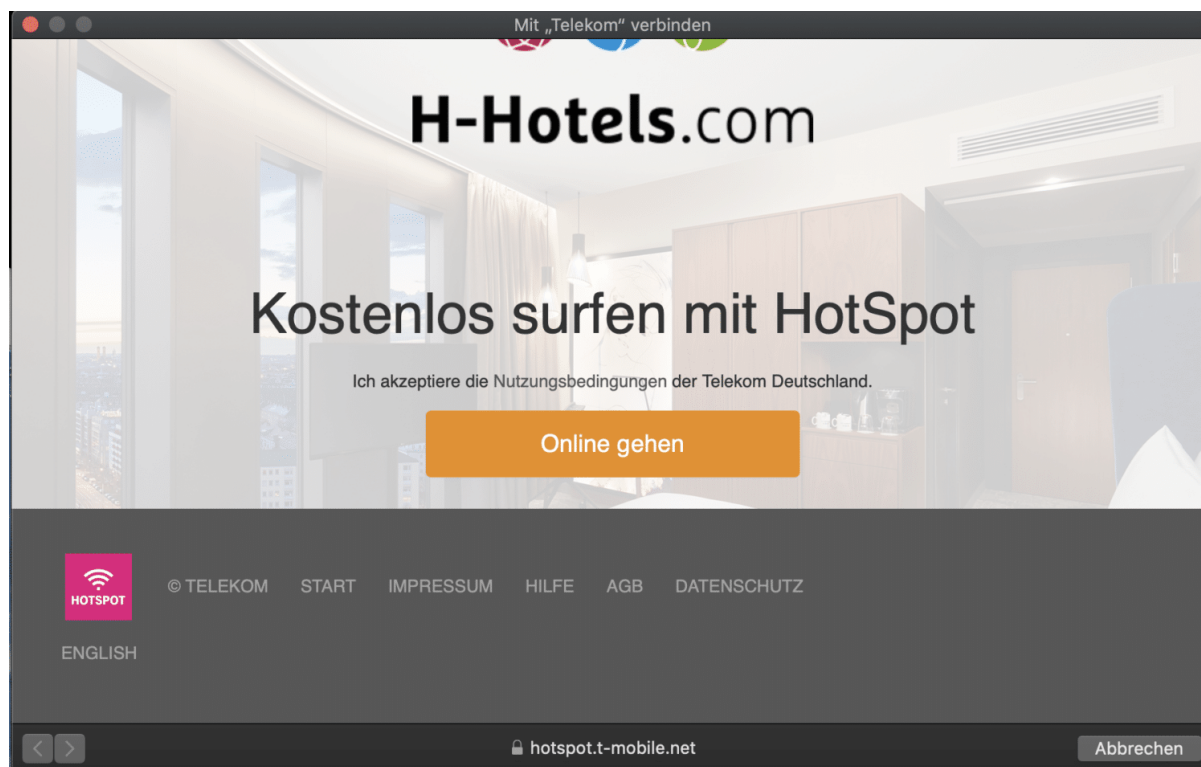 Mit „Telekom“ verbinden
H-Hotels.com
Kostenlos surfen mit HotSpot
Ich akzeptiere die Nutzungsbedingungen der Telekom Deutschland.
Online gehen
HOTSPOT
© TELEKOM START IMPRESSUM HILFE AGB DATENSCHUTZ
ENGLISH
hotspot.t-mobile.net
Abbrechen